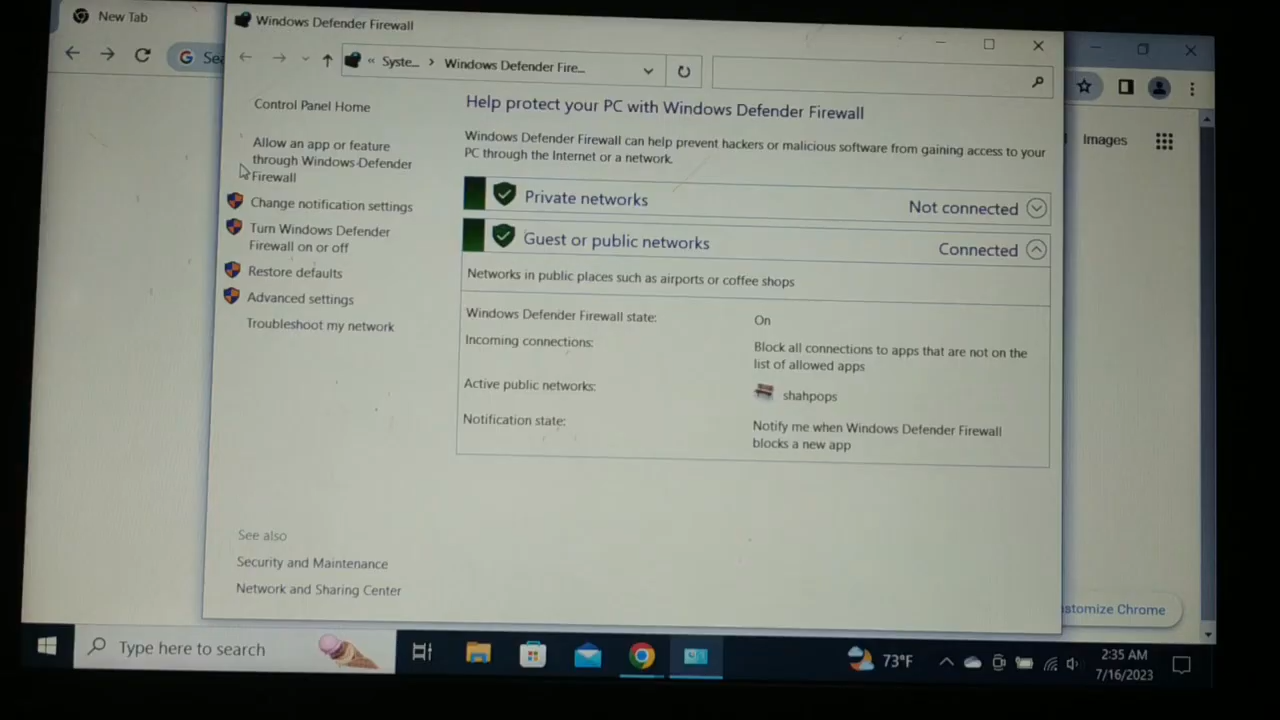 New Tab
Windows Defender Firewall
Syste... Windows Defender Fire...
Images
Control Panel Home
Allow an app or feature
through Windows Defender
Firewall
Change notification settings
Turn Windows Defender
Firewall on or off
Restore defaults
Advanced settings
Troubleshoot my network
Help protect your PC with Windows Defender Firewall
Windows Defender Firewall can help prevent hackers or malicious software from gaining access to your
PC through the Internet or a network.
Private networks Not connected
Guest or public networks Connected
Networks in public places such as airports or coffee shops
Windows Defender Firewall state: On
Incoming connections: Block all connections to apps that are not on the
list of allowed apps
Active public networks: shahpops
Notification state: Notify me when Windows Defender Firewall
blocks a new app
See also
Security and Maintenance
Network and Sharing Center
stomize Chrome
Type here to search
73°F
2:35 AM
7/16/2023